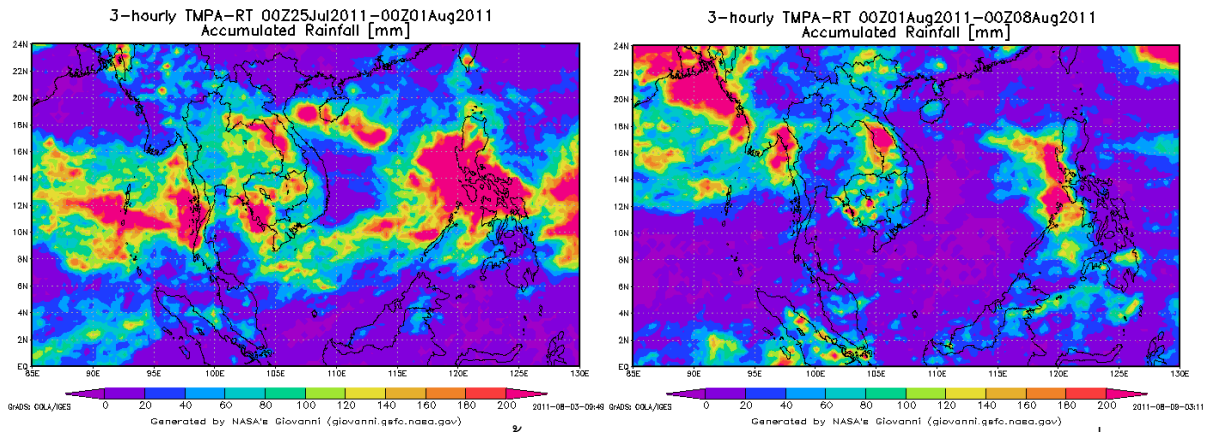 3-hourly TMPA-RT 00Z25Jul2011-00Z01Aug2011
Accumulated Rainfall [mm]
24N
22N
20N
18N
16N
14N
12N
10N
8N
6N
4N
2N
EQ
85E 90E 95E 100E 105E 110E 115E 120E 125E 130E
0 20 40 60 80 100 120 140 160 180 200
GrADS: COLA/IGES 2011-08-03-09:49
Generated by NASA's Giovanni (giovanni.gsfc.nasa.gov)
3-hourly TMPA-RT 00Z01Aug2011-00Z08Aug2011
Accumulated Rainfall [mm]
24N
22N
20N
18N
16N
14N
12N
10N
8N
6N
4N
2N
EQ
85E 90E 95E 100E 105E 110E 115E 120E 125E 130E
0 20 40 60 80 100 120 140 160 180 200
GrADS: COLA/IGES 2011-08-09-03:11
Generated by NASA's Giovanni (giovanni.gsfc.nasa.gov)